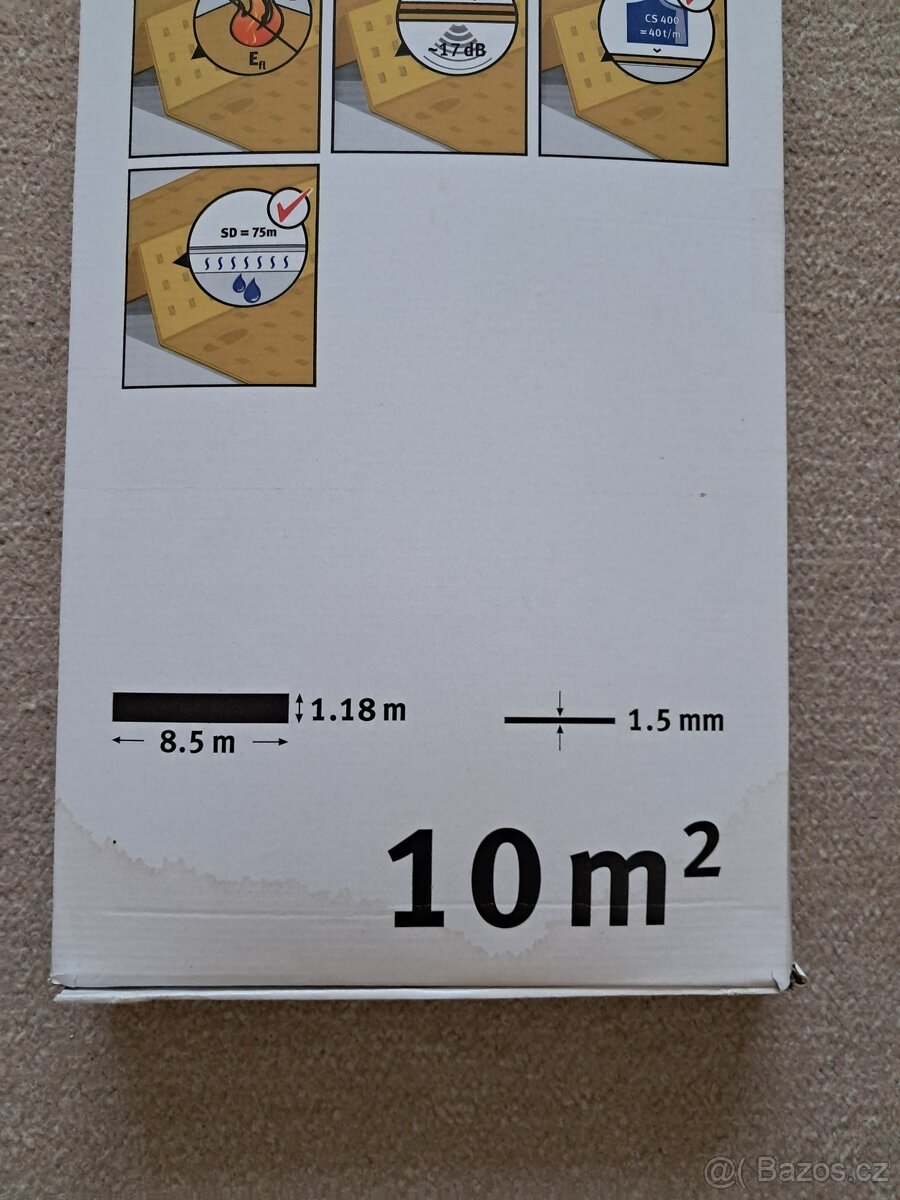 Efl
~17 dB
CS 400
= 40 t/m
SD = 75m
1.18 m
8.5 m
1.5 mm
10 m²
@( Bazos.cz